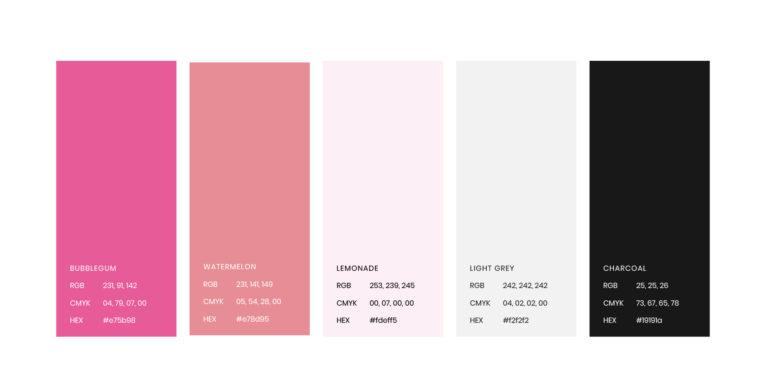 BUBBLEGUM
RGB 231, 91, 142
CMYK 04, 79, 07, 00
HEX #e75b98
WATERMELON
RGB 231, 141, 149
CMYK 05, 54, 28, 00
HEX #e78d95
LEMONADE
RGB 253, 239, 245
CMYK 00, 07, 00, 00
HEX #fdeff5
LIGHT GREY
RGB 242, 242, 242
CMYK 04, 02, 02, 00
HEX #f2f2f2
CHARCOAL
RGB 25, 25, 26
CMYK 73, 67, 65, 78
HEX #19191a